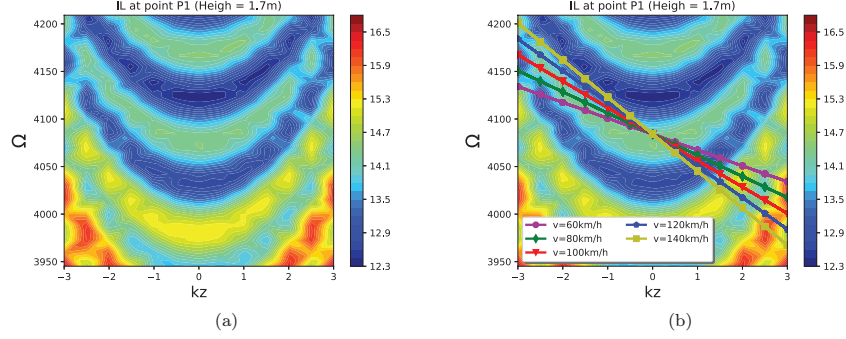 IL at point P1 (Heigh = 1.7m)
4200
4150
4100
4050
4000
3950
Ω
−3 −2 −1 0 1 2 3
kz
16.5
15.9
15.3
14.7
14.1
13.5
12.9
12.3
(a)
IL at point P1 (Heigh = 1.7m)
4200
4150
4100
4050
4000
3950
Ω
v=60km/h
v=80km/h
v=100km/h
v=120km/h
v=140km/h
−3 −2 −1 0 1 2 3
kz
16.5
15.9
15.3
14.7
14.1
13.5
12.9
12.3
(b)